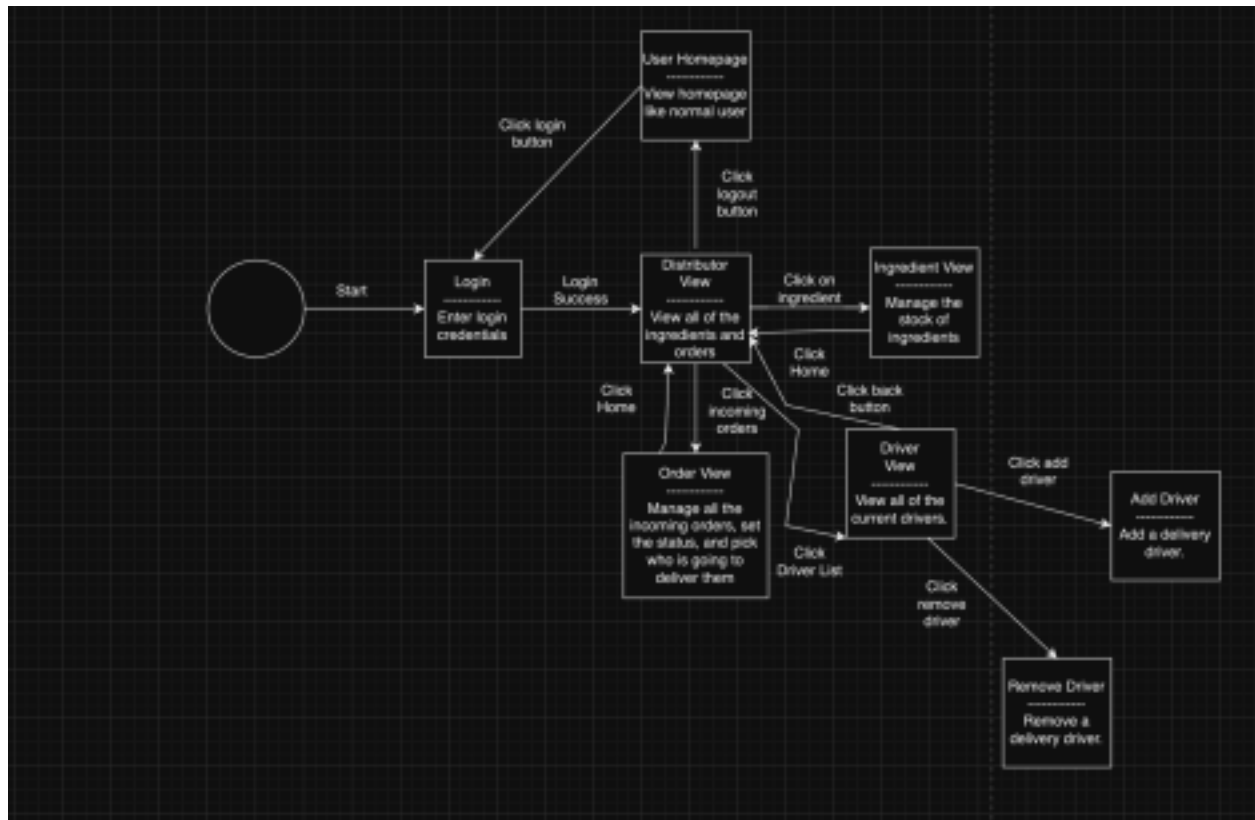 User Homepage
------------
View homepage
like normal user
Click login
button
Click
logout
button
Start
Login
------------
Enter login
credentials
Login
Success
Distributor
View
------------
View all of the
ingredients and
orders
Click on
ingredient
Ingredient View
------------
Manage the
stock of
ingredients
Click
Home
Click
Home
Click
incoming
orders
Click back
button
Order View
------------
Manage all the
incoming orders, set
the status, and pick
who is going to
deliver them
Driver
View
------------
View all of the
current drivers.
Click
Driver List
Click add
driver
Add Driver
------------
Add a delivery
driver.
Click
remove
driver
Remove Driver
------------
Remove a
delivery driver.